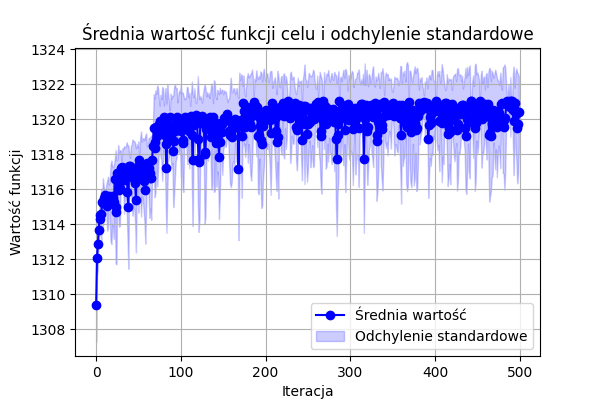 Średnia wartość funkcji celu i odchylenie standardowe
1324
1322
1320
1318
1316
1314
1312
1310
1308
Wartość funkcji
0 100 200 300 400 500
Iteracja
Średnia wartość
Odchylenie standardowe